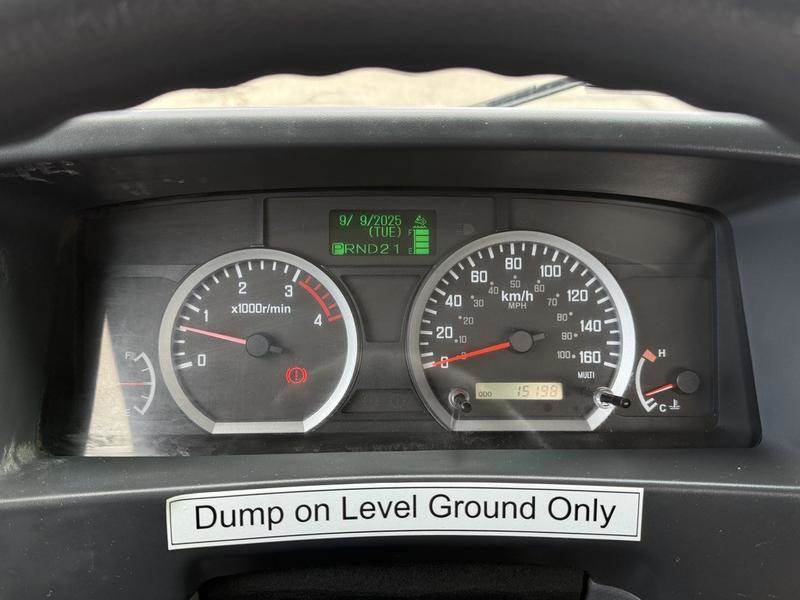 9/ 9/2025
(TUE)
F
E
PRND21
0 1 2 3 4
x1000r/min
0 20 40 60 80 100 120 140 160
km/h
0 10 20 30 40 50 60 70 80 90 100
MPH
MULTI
ODO 15198
H
C
Dump on Level Ground Only